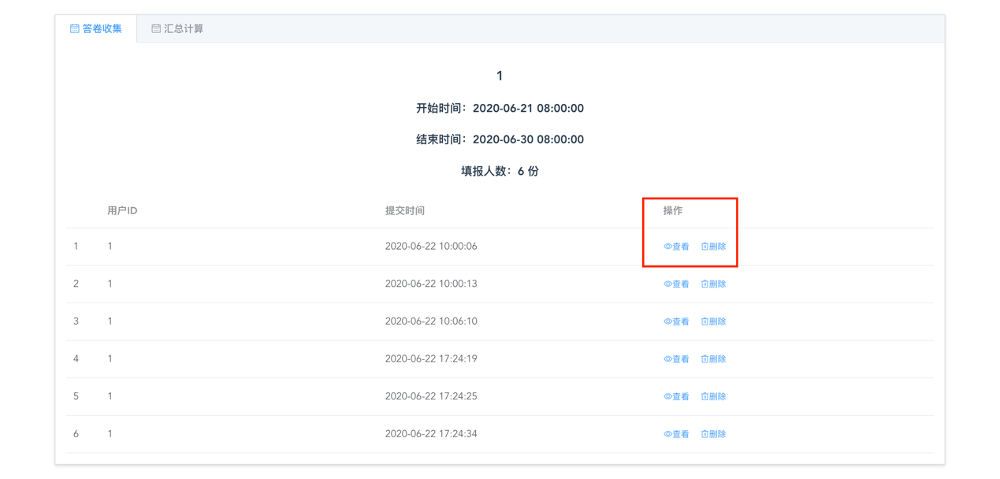 答卷收集 汇总计算
1
开始时间：2020-06-21 08:00:00
结束时间：2020-06-30 08:00:00
填报人数：6 份
用户ID 提交时间 操作
1 1 2020-06-22 10:00:06 查看 删除
2 1 2020-06-22 10:00:13 查看 删除
3 1 2020-06-22 10:06:10 查看 删除
4 1 2020-06-22 17:24:19 查看 删除
5 1 2020-06-22 17:24:25 查看 删除
6 1 2020-06-22 17:24:34 查看 删除